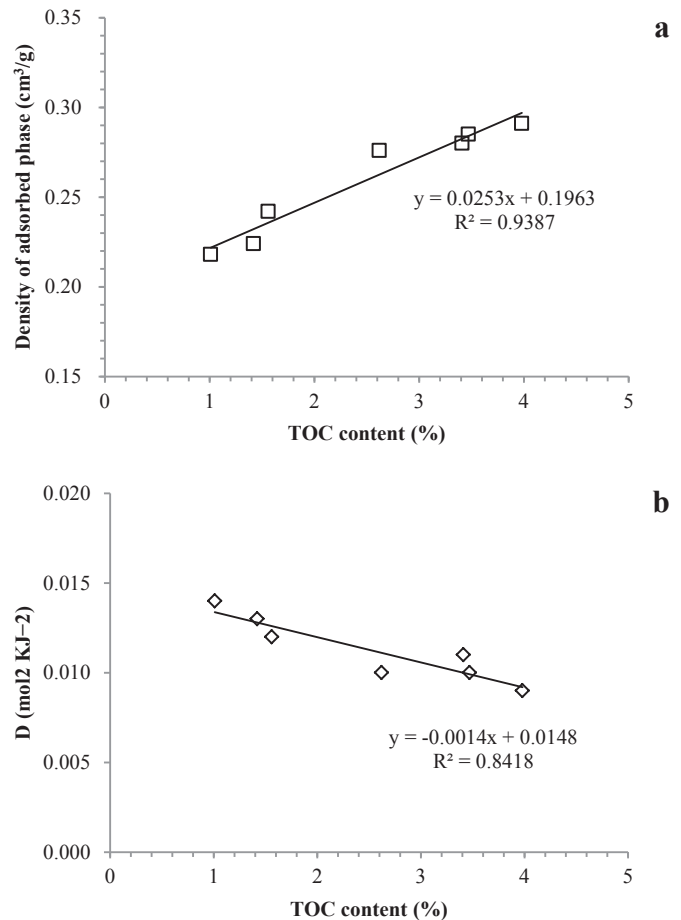 a
Density of adsorbed phase (cm³/g)
0.30
0.25
0.20
0.15
y = 0.0253x + 0.1963
R² = 0.9387
0 1 2 3 4 5
TOC content (%)
b
D (mol2 KJ−2)
0.020
0.015
0.010
0.005
0.000
y = -0.0014x + 0.0148
R² = 0.8418
0 1 2 3 4 5
TOC content (%)